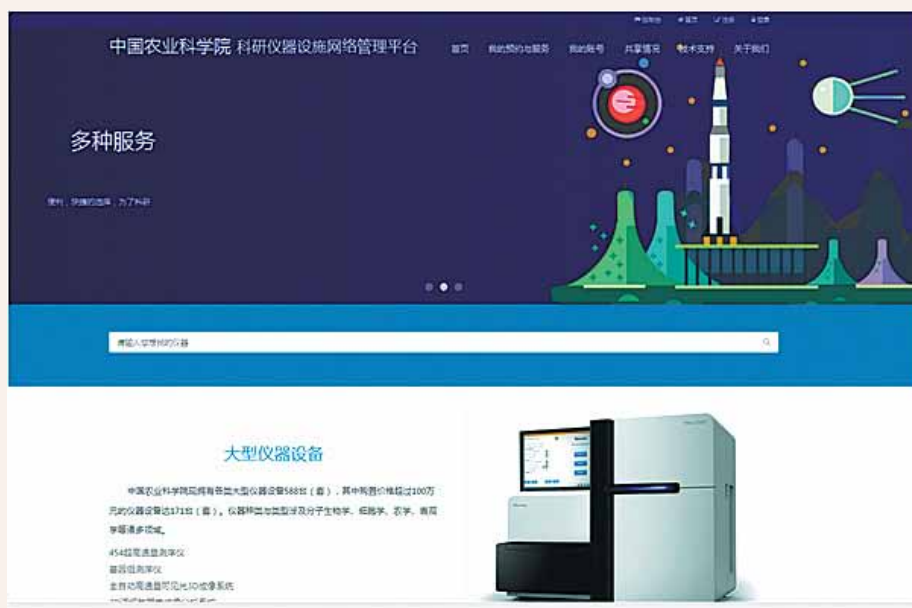 首页 注册 登录
中国农业科学院 科研仪器设施网络管理平台 首页 我的预约与服务 我的账号 共享情况 技术支持 关于我们
多种服务
便利，快捷的选择，为了科研
请输入您想找的仪器
大型仪器设备
中国农业科学院现拥有各类大型仪器设备588台（套），其中购置价格超过100万
元的仪器设备达171台（套）。仪器种类与类型涉及分子生物学、细胞学、农学、兽药
学等诸多领域。
454超高通量测序仪
基因组测序仪
全自动高通量可见光3D成像系统